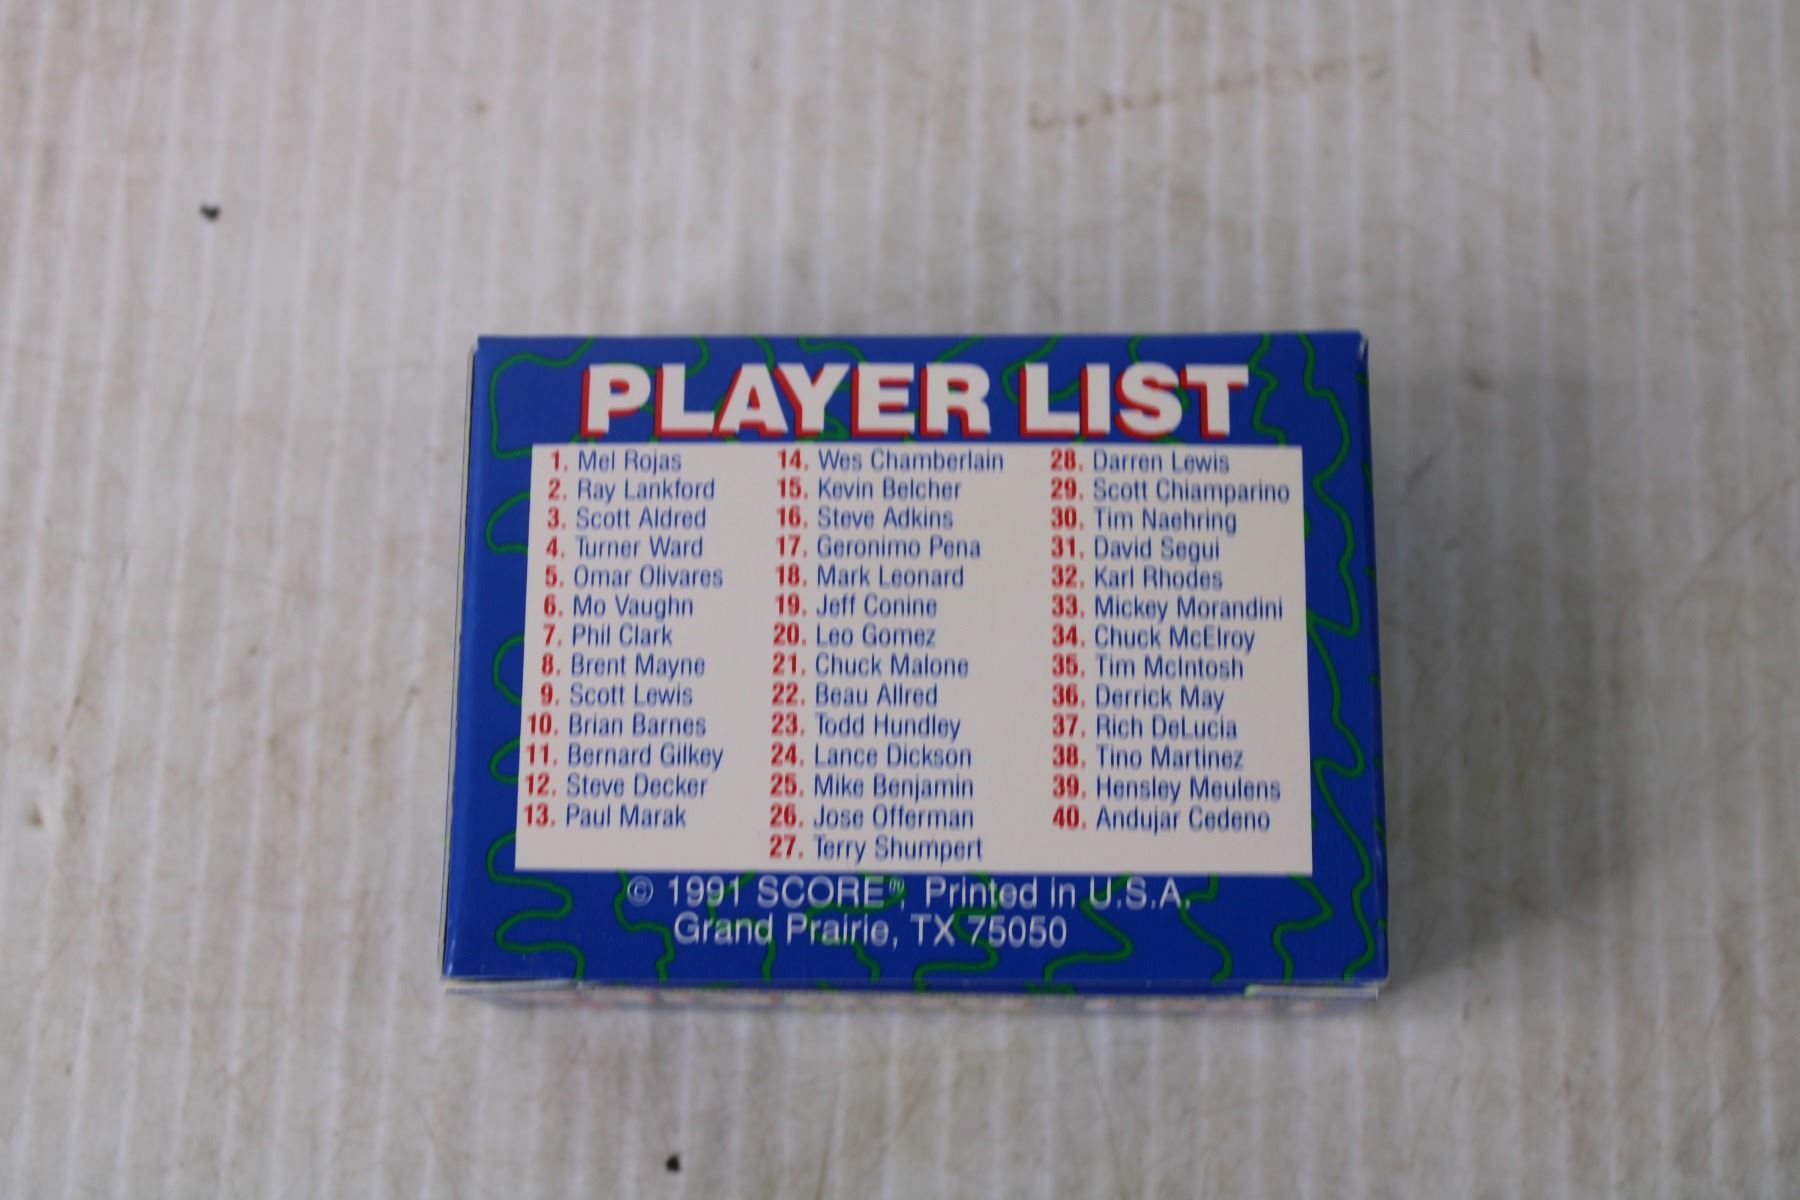 PLAYER LIST
1. Mel Rojas
2. Ray Lankford
3. Scott Aldred
4. Turner Ward
5. Omar Olivares
6. Mo Vaughn
7. Phil Clark
8. Brent Mayne
9. Scott Lewis
10. Brian Barnes
11. Bernard Gilkey
12. Steve Decker
13. Paul Marak
14. Wes Chamberlain
15. Kevin Belcher
16. Steve Adkins
17. Geronimo Pena
18. Mark Leonard
19. Jeff Conine
20. Leo Gomez
21. Chuck Malone
22. Beau Allred
23. Todd Hundley
24. Lance Dickson
25. Mike Benjamin
26. Jose Offerman
27. Terry Shumpert
28. Darren Lewis
29. Scott Chiamparino
30. Tim Naehring
31. David Segui
32. Karl Rhodes
33. Mickey Morandini
34. Chuck McElroy
35. Tim McIntosh
36. Derrick May
37. Rich DeLucia
38. Tino Martinez
39. Hensley Meulens
40. Andujar Cedeno
© 1991 SCORE®, Printed in U.S.A.
Grand Prairie, TX 75050